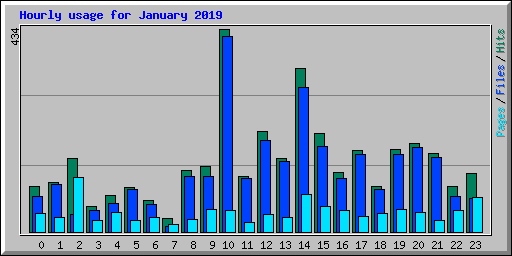 Hourly usage for January 2019
434
Pages/Files/Hits
0 1 2 3 4 5 6 7 8 9 10 11 12 13 14 15 16 17 18 19 20 21 22 23